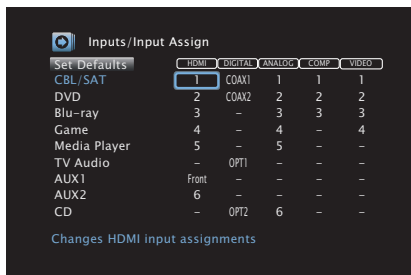 Inputs/Input Assign
Set Defaults HDMI DIGITAL ANALOG COMP VIDEO
CBL/SAT 1 COAX1 1 1 1
DVD 2 COAX2 2 2 2
Blu-ray 3 – 3 3 3
Game 4 – 4 – 4
Media Player 5 – 5 – –
TV Audio – OPT1 – – –
AUX1 Front – – – –
AUX2 6 – – – –
CD – OPT2 6 – –
Changes HDMI input assignments